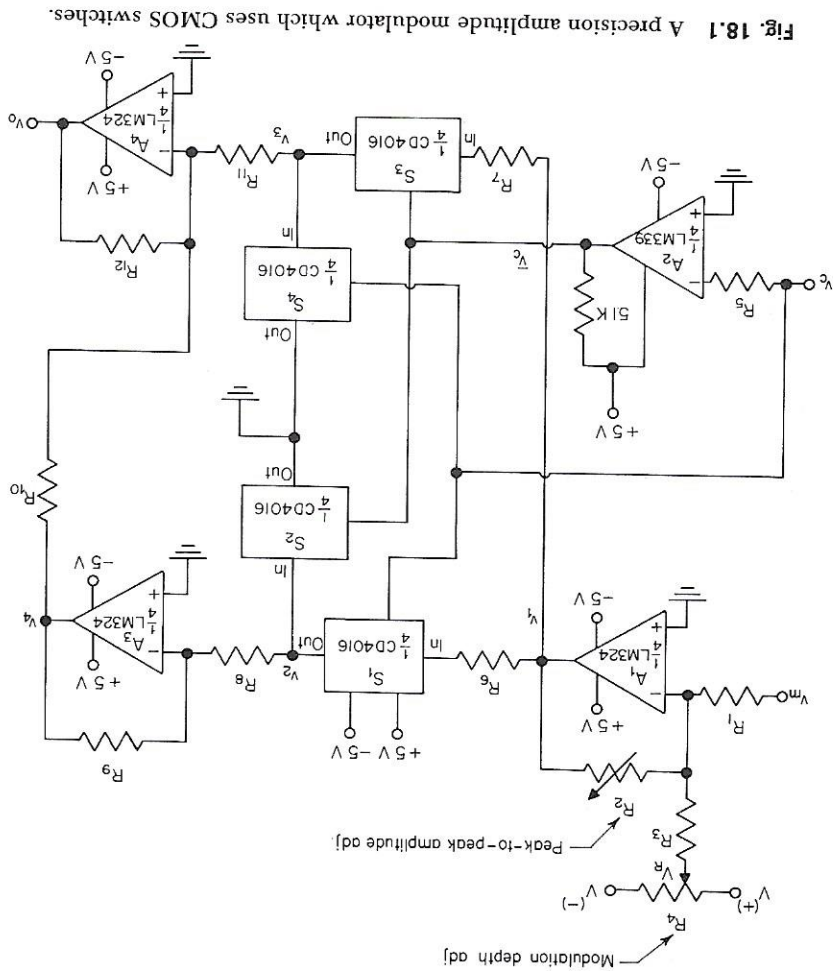 Modulation depth adj
(+)V
R4
V(−)
VR
R3
Peak-to-peak amplitude adj.
R2
vm
R1
+5 V
−
A1
1/4
LM324
+
−5 V
v1
R6
In
S1
1/4
CD4016
Out
+5 V
−5 V
v2
R8
R9
+5 V
−
A3
1/4
LM324
+
−5 V
v4
In
S2
1/4
CD4016
Out
R10
+5 V
51K
vc
R5
−
A2
1/4
LM339
+
−5 V
v̄c
Out
S4
1/4
CD4016
In
R7
In
S3
1/4
CD4016
Out
v3
R11
R12
+5 V
−
A4
1/4
LM324
+
−5 V
vo
Fig. 18.1 A precision amplitude modulator which uses CMOS switches.